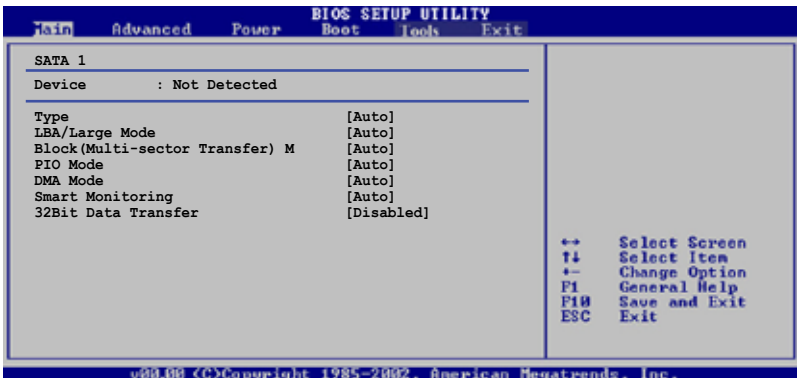 BIOS SETUP UTILITY
Main Advanced Power Boot Tools Exit
SATA 1
Device : Not Detected
Type [Auto]
LBA/Large Mode [Auto]
Block(Multi-sector Transfer) M [Auto]
PIO Mode [Auto]
DMA Mode [Auto]
Smart Monitoring [Auto]
32Bit Data Transfer [Disabled]
↔ Select Screen
↑↓ Select Item
+- Change Option
F1 General Help
F10 Save and Exit
ESC Exit
v00.00 (C)Copyright 1985-2002, American Megatrends, Inc.